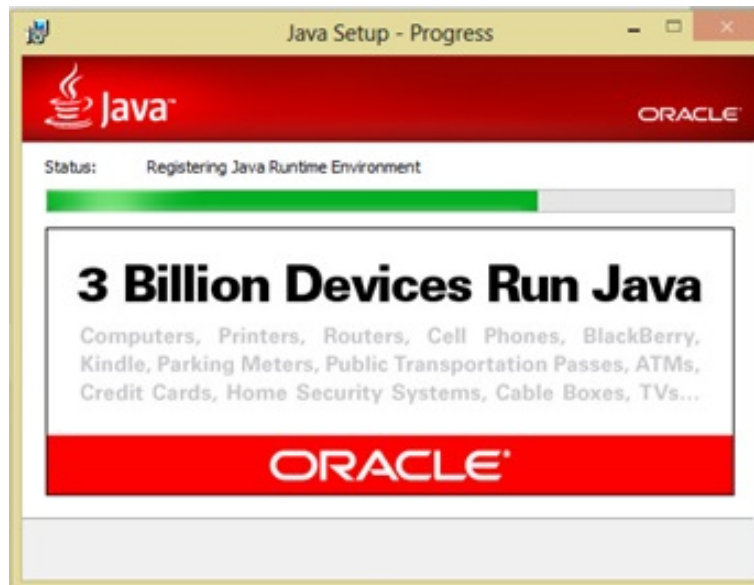 Java Setup - Progress
Java™
ORACLE®
Status: Registering Java Runtime Environment
3 Billion Devices Run Java
Computers, Printers, Routers, Cell Phones, BlackBerry,
Kindle, Parking Meters, Public Transportation Passes, ATMs,
Credit Cards, Home Security Systems, Cable Boxes, TVs...
ORACLE®